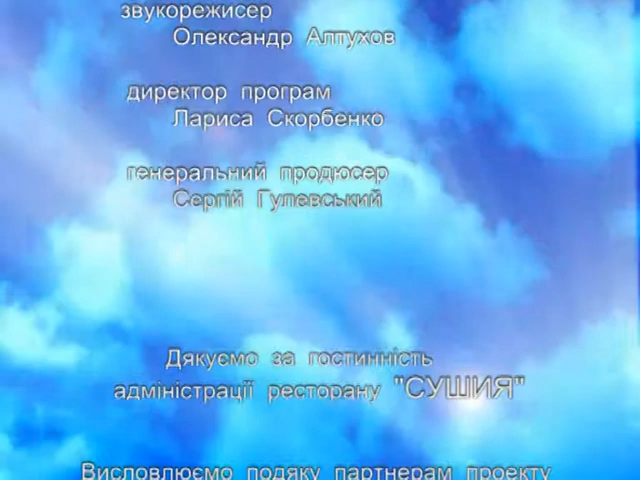 звукорежисер
Олександр Алтухов
директор програм
Лариса Скорбенко
генеральний продюсер
Сергій Гулевський
Дякуємо за гостинність
адміністрації ресторану "СУШИЯ"
Висловлюємо подяку партнерам проекту